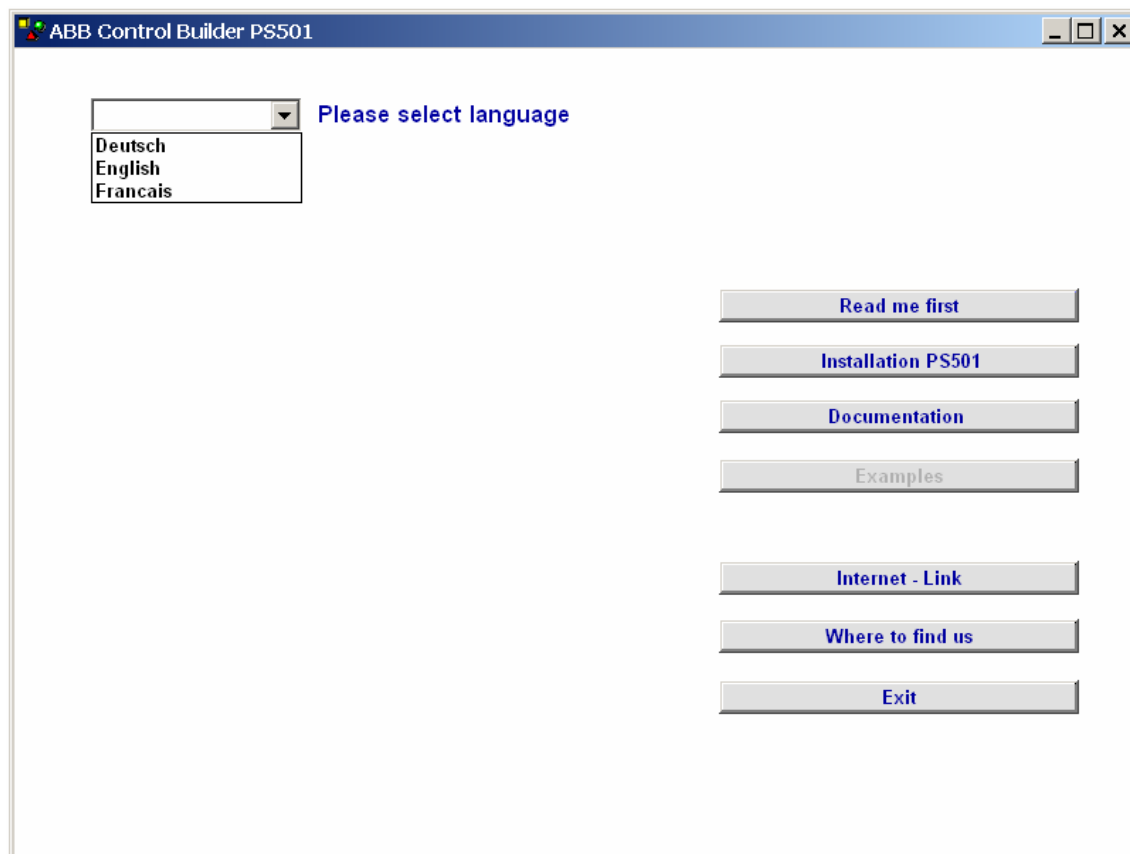 ABB Control Builder PS501
Please select language
Deutsch
English
Francais
Read me first
Installation PS501
Documentation
Examples
Internet - Link
Where to find us
Exit